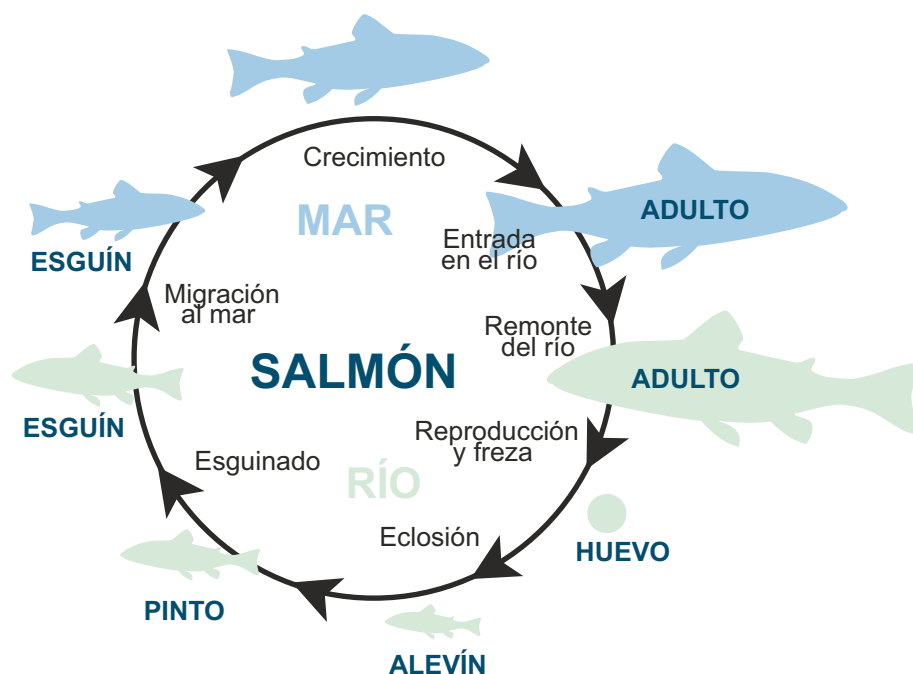 Crecimiento
MAR
ADULTO
ESGUÍN
Entrada
en el río
Migración
al mar
Remonte
del río
SALMÓN
ADULTO
ESGUÍN
Reproducción
y freza
Esguinado
RÍO
Eclosión
HUEVO
PINTO
ALEVÍN